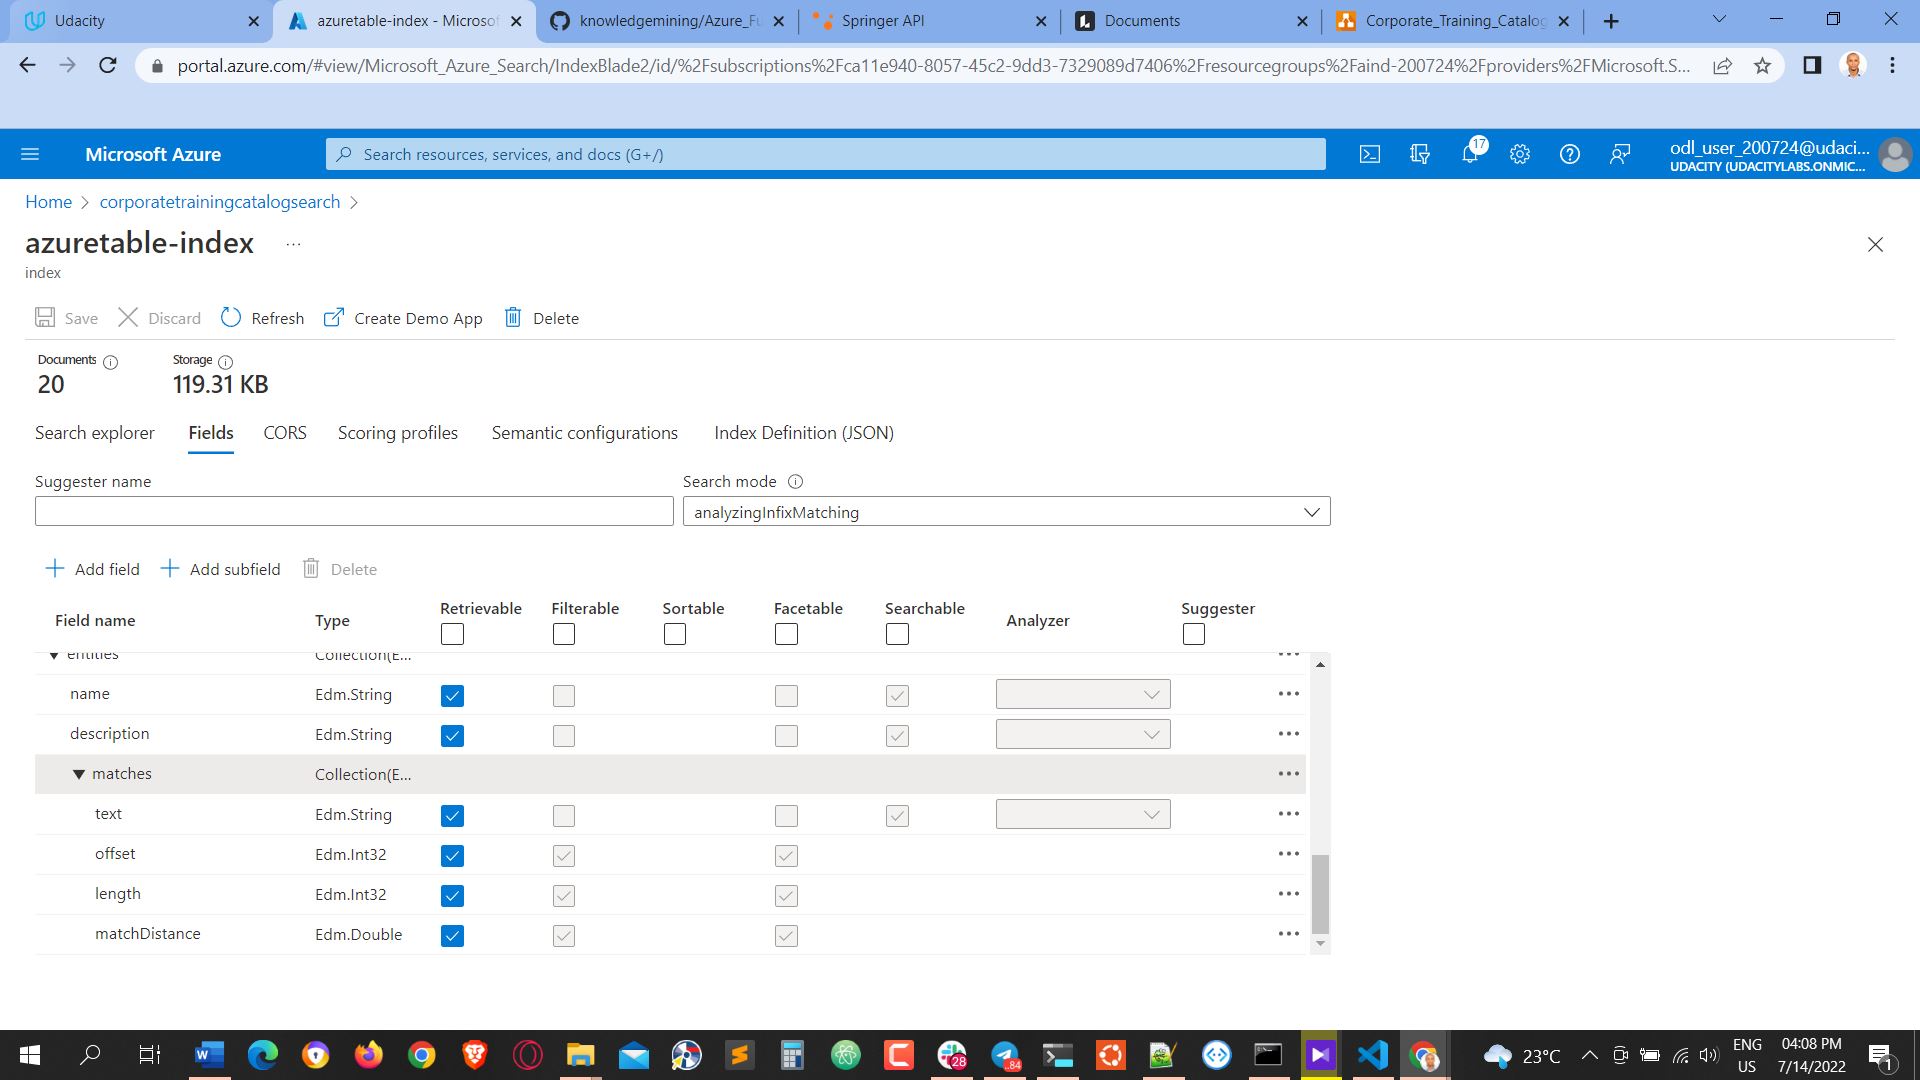 Udacity
azuretable-index - Microsof
knowledgemining/Azure_Fu
Springer API
Documents
Corporate_Training_Catalog
portal.azure.com/#view/Microsoft_Azure_Search/IndexBlade2/id/%2Fsubscriptions%2Fca11e940-8057-45c2-9dd3-7329089d7406%2Fresourcegroups%2Faind-200724%2Fproviders%2FMicrosoft.S...
Microsoft Azure
Search resources, services, and docs (G+/)
17
odl_user_200724@udaci...
UDACITY (UDACITYLABS.ONMIC...
Home
corporatetrainingcatalogsearch
azuretable-index
...
index
Save
Discard
Refresh
Create Demo App
Delete
Documents
20
Storage
119.31 KB
Search explorer
Fields
CORS
Scoring profiles
Semantic configurations
Index Definition (JSON)
Suggester name
Search mode
analyzingInfixMatching
Add field
Add subfield
Delete
Field name
Type
Retrievable
Filterable
Sortable
Facetable
Searchable
Analyzer
Suggester
entities Collection(E...
name Edm.String
description Edm.String
matches Collection(E...
text Edm.String
offset Edm.Int32
length Edm.Int32
matchDistance Edm.Double
28
.84
23°C
ENG
US
04:08 PM
7/14/2022
1